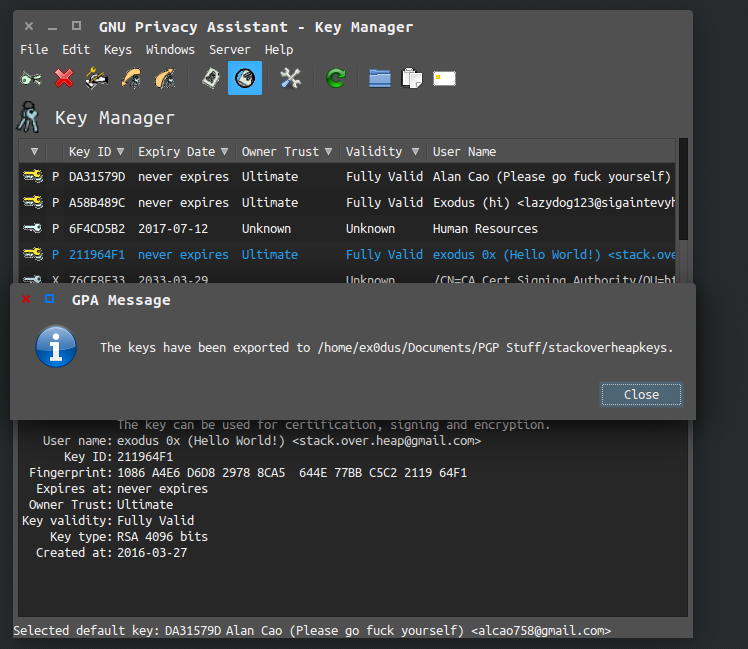 GNU Privacy Assistant - Key Manager
File Edit Keys Windows Server Help
Key Manager
Key ID Expiry Date Owner Trust Validity User Name
P DA31579D never expires Ultimate Fully Valid Alan Cao (Please go fuck yourself)
P A58B489C never expires Ultimate Fully Valid Exodus (hi) <lazydog123@sigaintevyh
P 6F4CD5B2 2017-07-12 Unknown Unknown Human Resources
P 211964F1 never expires Ultimate Fully Valid exodus 0x (Hello World!) <stack.ove
X 76CE8F33 2033-03-29 Unknown /CN=CA Cert Signing Authority/OU=ht
GPA Message
The keys have been exported to /home/ex0dus/Documents/PGP Stuff/stackoverheapkeys.
Close
The key can be used for certification, signing and encryption.
User name: exodus 0x (Hello World!) <stack.over.heap@gmail.com>
Key ID: 211964F1
Fingerprint: 1086 A4E6 D6D8 2978 8CA5  644E 77BB C5C2 2119 64F1
Expires at: never expires
Owner Trust: Ultimate
Key validity: Fully Valid
Key type: RSA 4096 bits
Created at: 2016-03-27
Selected default key: DA31579D Alan Cao (Please go fuck yourself) <alcao758@gmail.com>